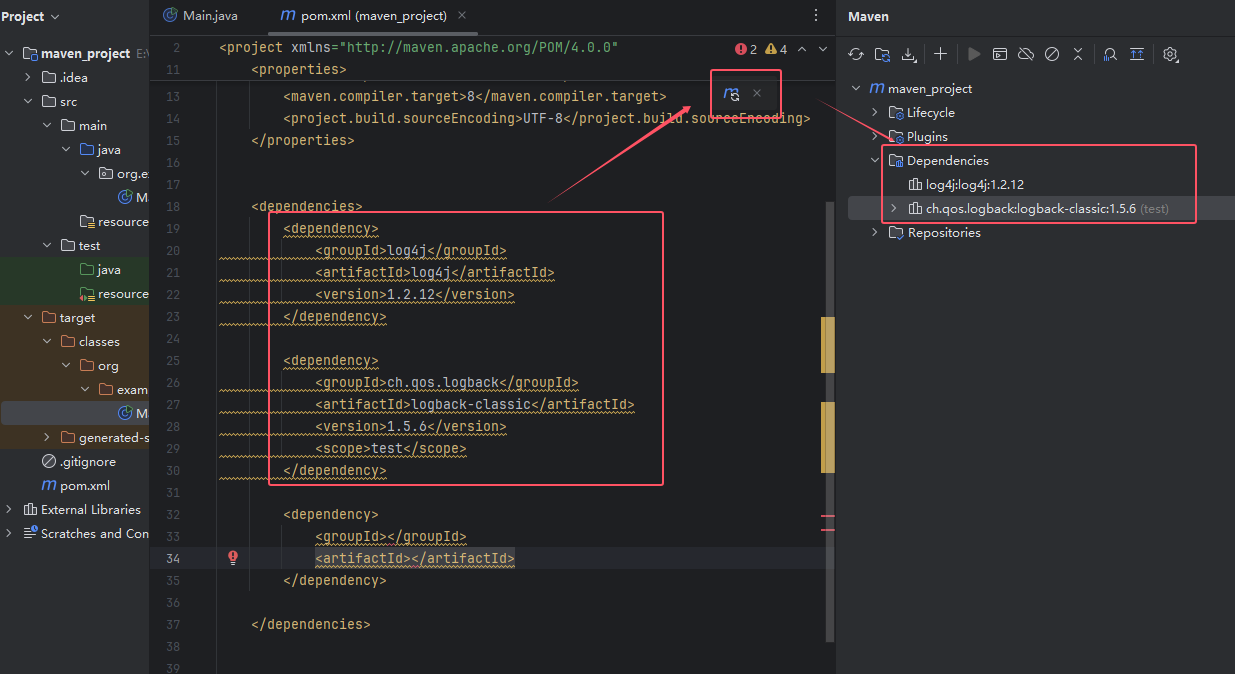 Project
maven_project E:\
.idea
src
main
java
org.e
M
resource
test
java
resource
target
classes
org
exam
M
generated-s
.gitignore
pom.xml
External Libraries
Scratches and Con
Main.java
pom.xml (maven_project)
2 <project xmlns="http://maven.apache.org/POM/4.0.0"
2 4
11 <properties>
13 <maven.compiler.target>8</maven.compiler.target>
14 <project.build.sourceEncoding>UTF-8</project.build.sourceEncoding>
15 </properties>
16
17
18 <dependencies>
19 <dependency>
20 <groupId>log4j</groupId>
21 <artifactId>log4j</artifactId>
22 <version>1.2.12</version>
23 </dependency>
24
25 <dependency>
26 <groupId>ch.qos.logback</groupId>
27 <artifactId>logback-classic</artifactId>
28 <version>1.5.6</version>
29 <scope>test</scope>
30 </dependency>
31
32 <dependency>
33 <groupId></groupId>
34 <artifactId></artifactId>
35 </dependency>
36
37 </dependencies>
38
39
Maven
maven_project
Lifecycle
Plugins
Dependencies
log4j:log4j:1.2.12
ch.qos.logback:logback-classic:1.5.6 (test)
Repositories